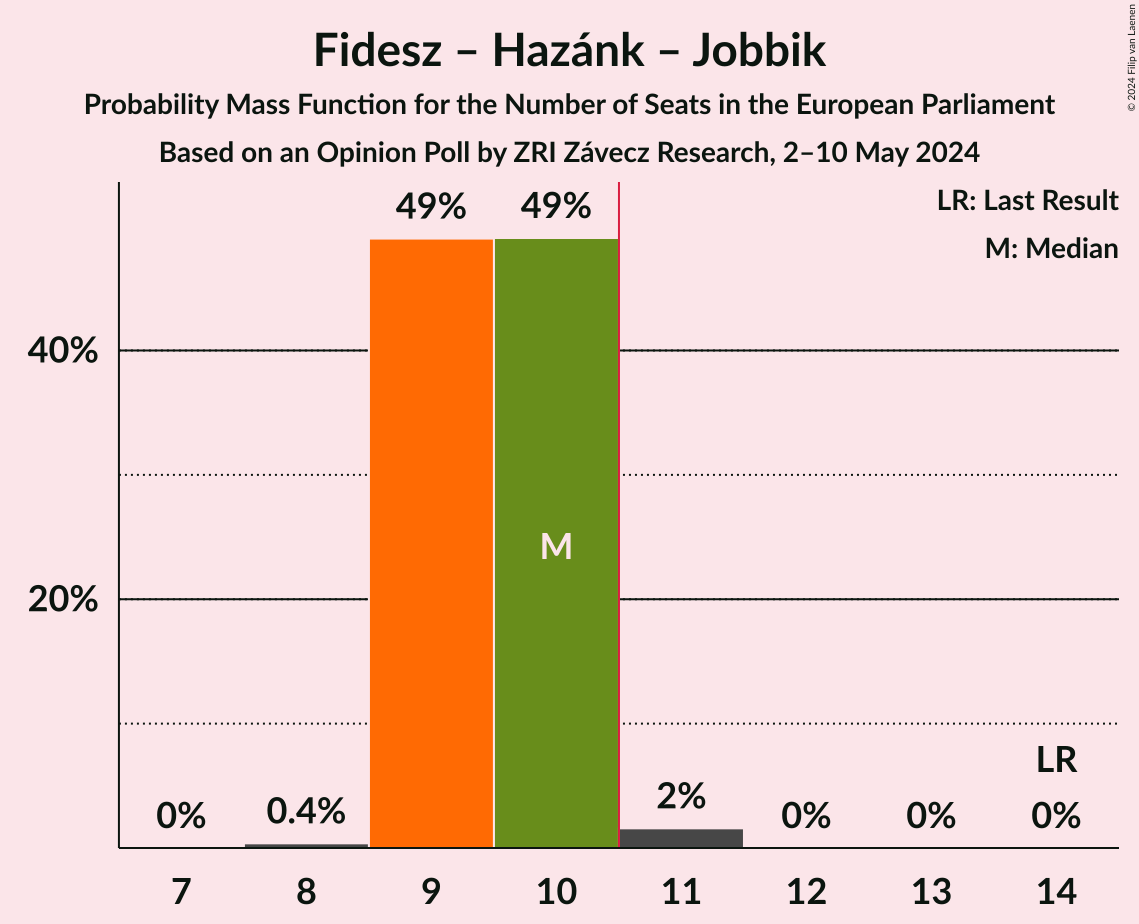 Fidesz – Hazánk – Jobbik
Probability Mass Function for the Number of Seats in the European Parliament
Based on an Opinion Poll by ZRI Závecz Research, 2–10 May 2024
© 2024 Filip van Laenen
LR: Last Result
M: Median
49% 49%
40%
M
20%
LR
0% 0.4% 2% 0% 0% 0%
7 8 9 10 11 12 13 14